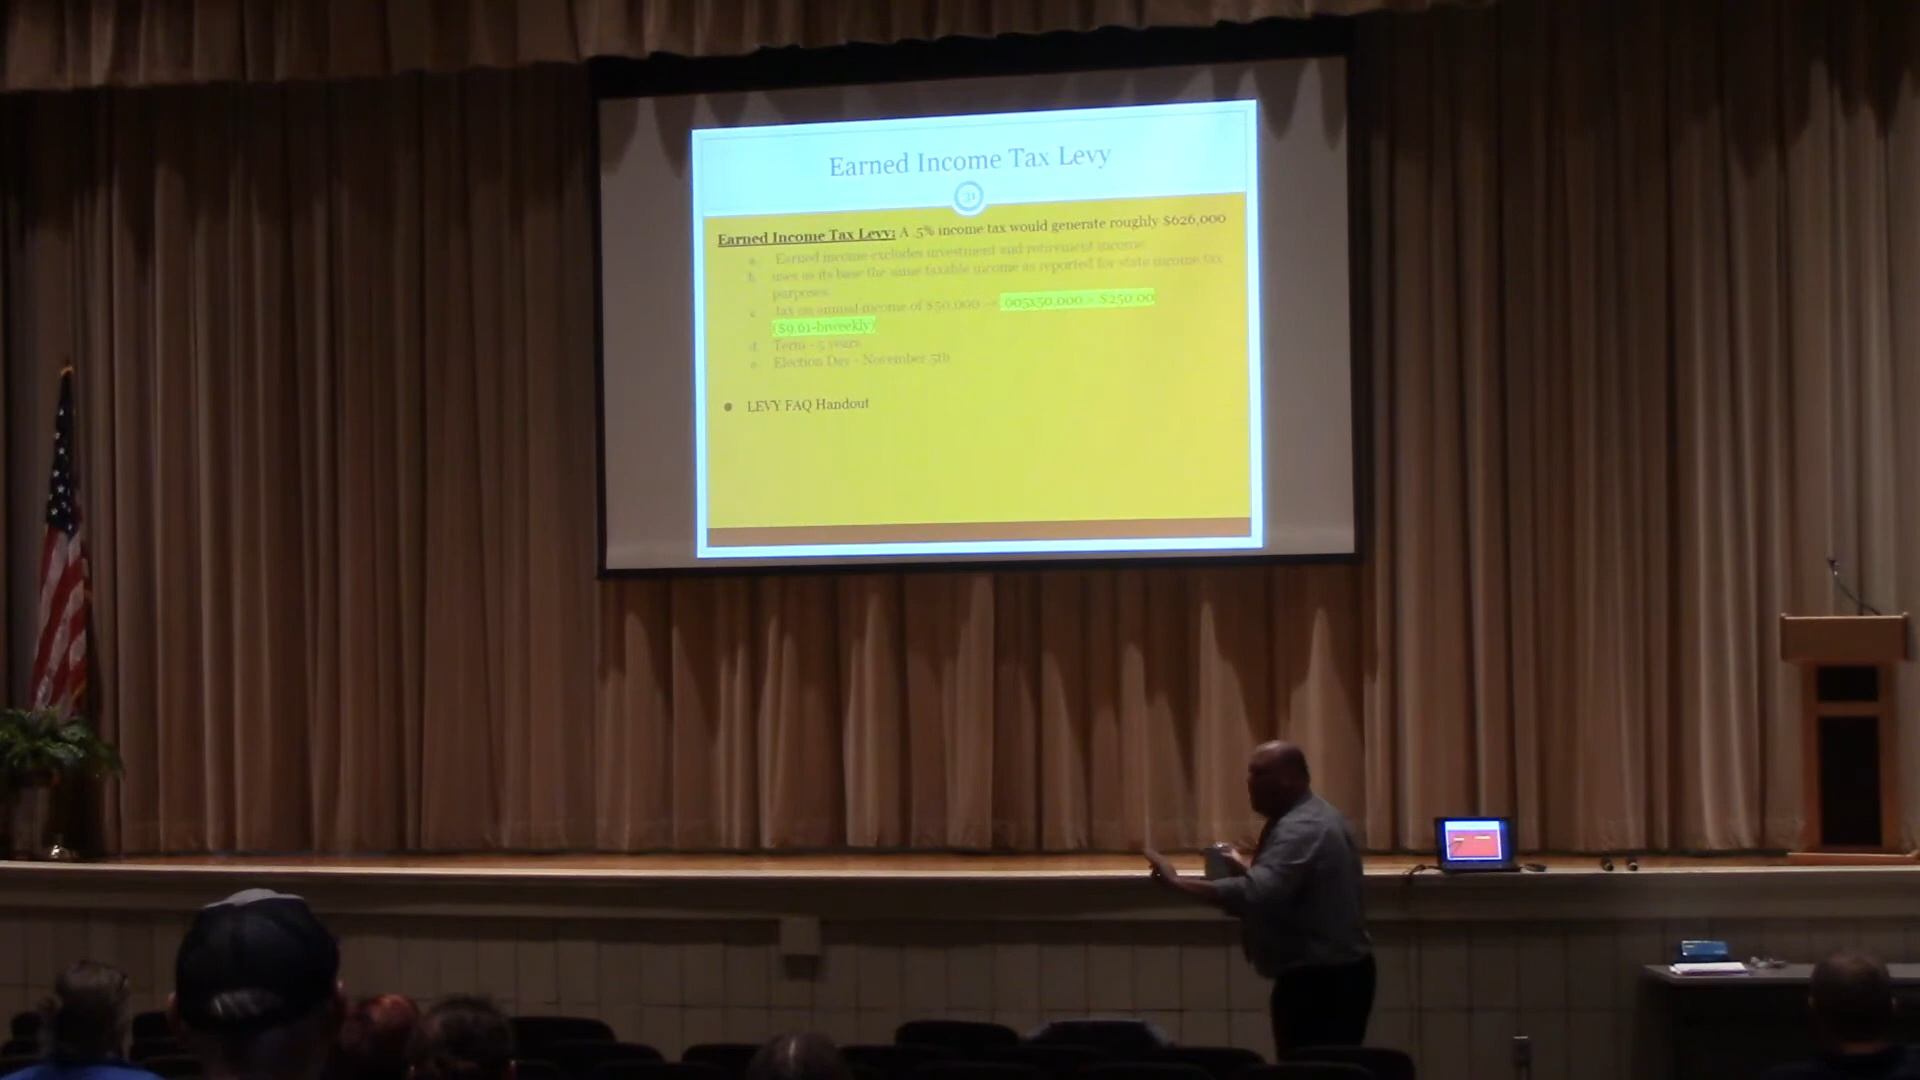 Earned Income Tax Levy
31
Earned Income Tax Levy: A .5% income tax would generate roughly $626,000
a. Earned income excludes investment and retirement income
b. uses as its base the same taxable income as reported for state income tax
purposes
c. Tax on annual income of $50,000 .005x50,000 = $250.00
($9.61-biweekly)
d. Term - 5 years
e. Election Day - November 5th
● LEVY FAQ Handout